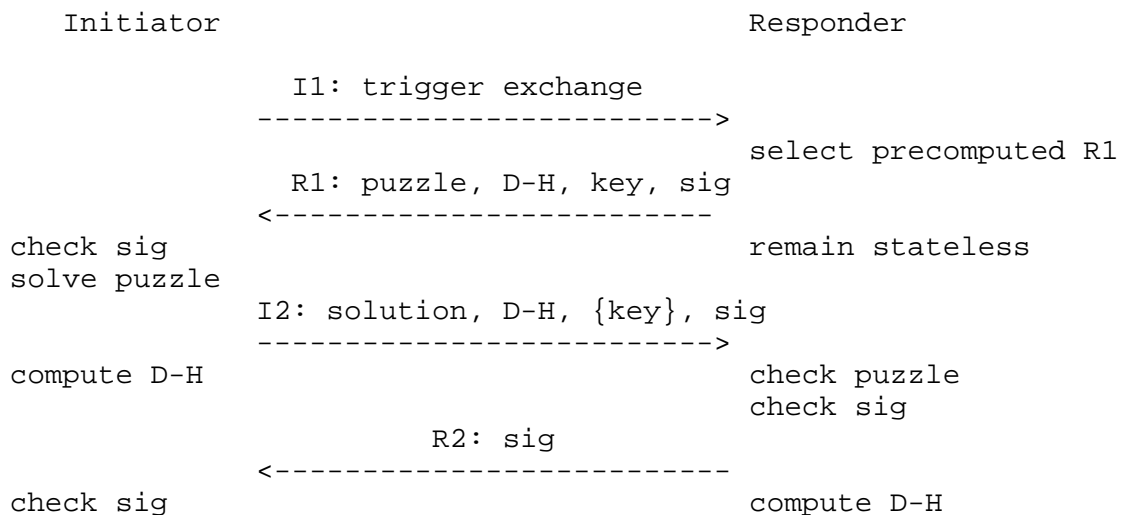 Initiator                              Responder
I1: trigger exchange
-------------------------->
select precomputed R1
R1: puzzle, D-H, key, sig
<-------------------------
check sig                              remain stateless
solve puzzle
I2: solution, D-H, {key}, sig
-------------------------->
compute D-H                            check puzzle
check sig
R2: sig
<--------------------------
check sig                              compute D-H